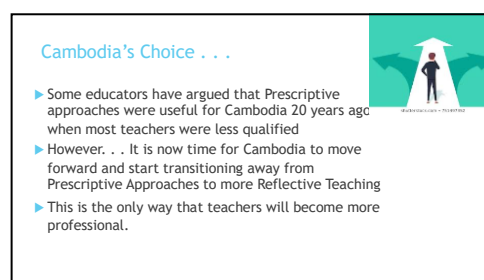 Cambodia's Choice . . .
Some educators have argued that Prescriptive
approaches were useful for Cambodia 20 years ago
when most teachers were less qualified
However. . . It is now time for Cambodia to move
forward and start transitioning away from
Prescriptive Approaches to more Reflective Teaching
This is the only way that teachers will become more
professional.